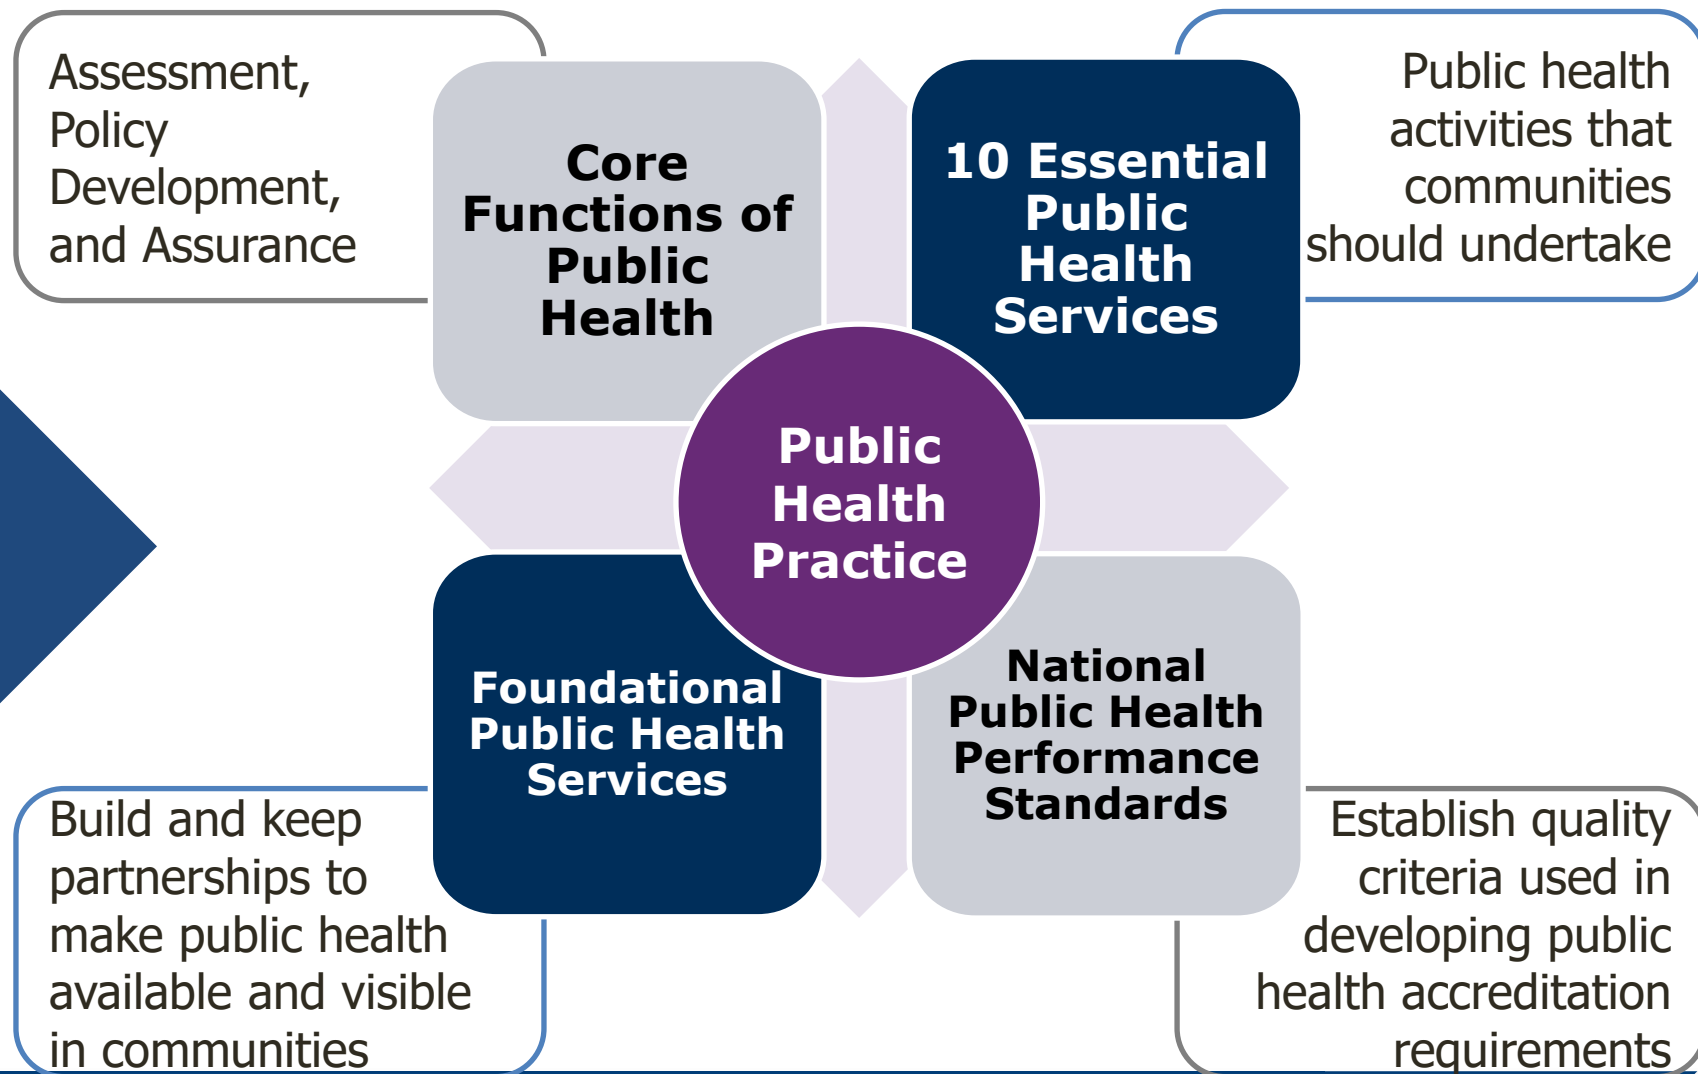 Assessment,
Policy
Development,
and Assurance
Core
Functions of
Public
Health
10 Essential
Public
Health
Services
Public health
activities that
communities
should undertake
Public
Health
Practice
Foundational
Public Health
Services
Build and keep
partnerships to
make public health
available and visible
in communities
National
Public Health
Performance
Standards
Establish quality
criteria used in
developing public
health accreditation
requirements